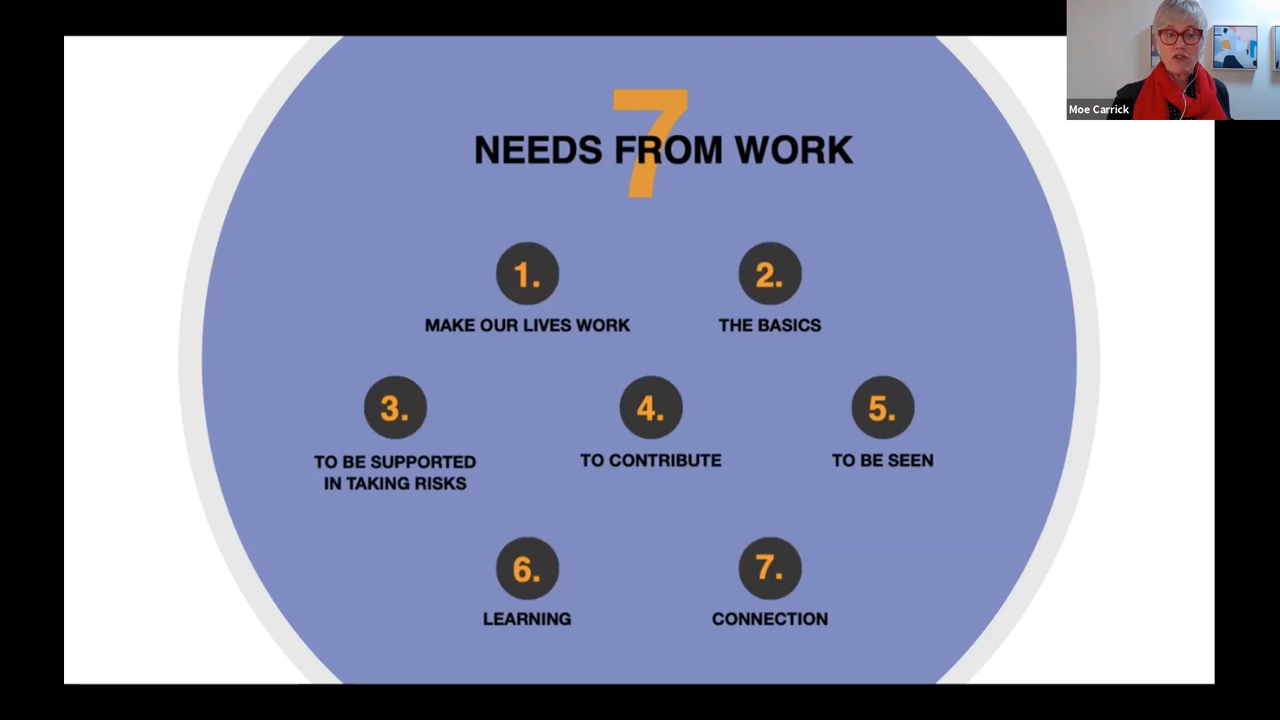 7
NEEDS FROM WORK
1.
MAKE OUR LIVES WORK
2.
THE BASICS
3.
TO BE SUPPORTED
IN TAKING RISKS
4.
TO CONTRIBUTE
5.
TO BE SEEN
6.
LEARNING
7.
CONNECTION
Moe Carrick